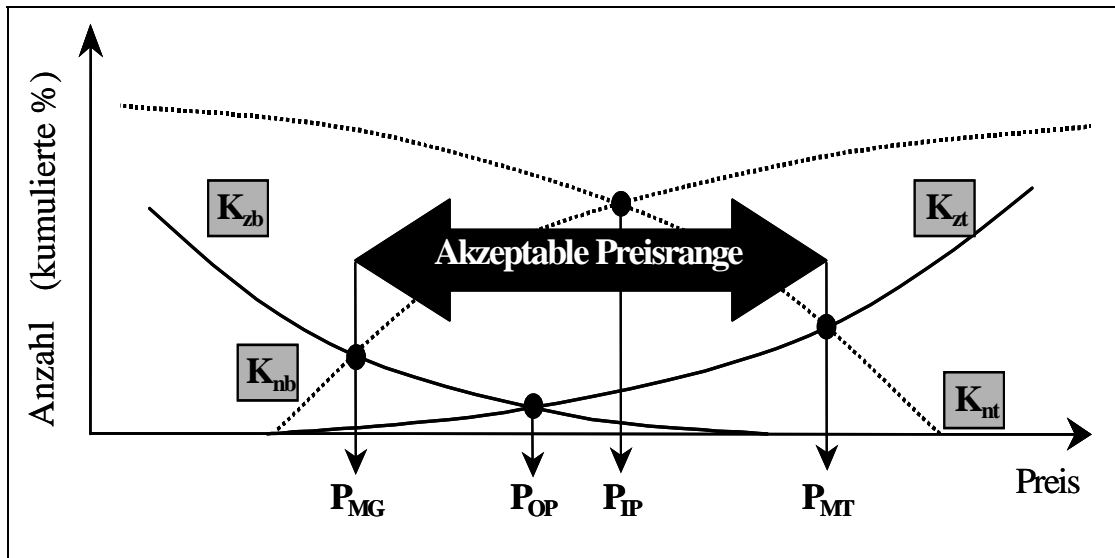 Anzahl (kumulierte %)
K_zb
K_zt
Akzeptable Preisrange
K_nb
K_nt
P_MG
P_OP
P_IP
P_MT
Preis